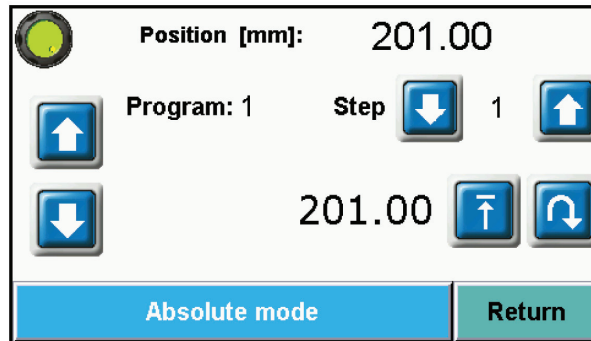 Position [mm]: 201.00
Program: 1 Step 1
201.00
Absolute mode Return